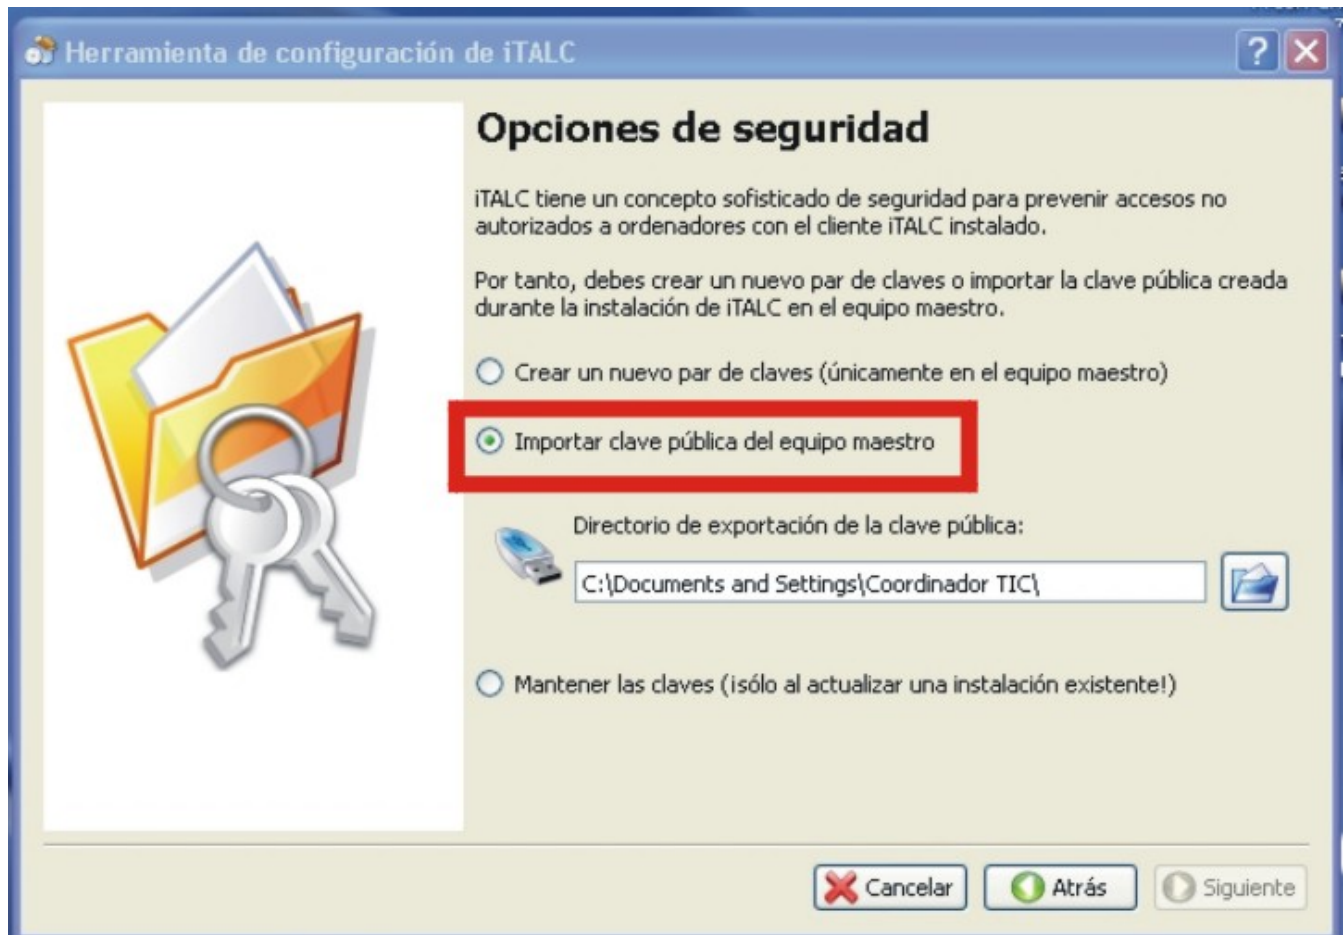 Herramienta de configuración de iTALC
Opciones de seguridad
iTALC tiene un concepto sofisticado de seguridad para prevenir accesos no
autorizados a ordenadores con el cliente iTALC instalado.
Por tanto, debes crear un nuevo par de claves o importar la clave pública creada
durante la instalación de iTALC en el equipo maestro.
Crear un nuevo par de claves (únicamente en el equipo maestro)
Importar clave pública del equipo maestro
Directorio de exportación de la clave pública:
C:\Documents and Settings\Coordinador TIC\
Mantener las claves (¡sólo al actualizar una instalación existente!)
Cancelar
Atrás
Siguiente